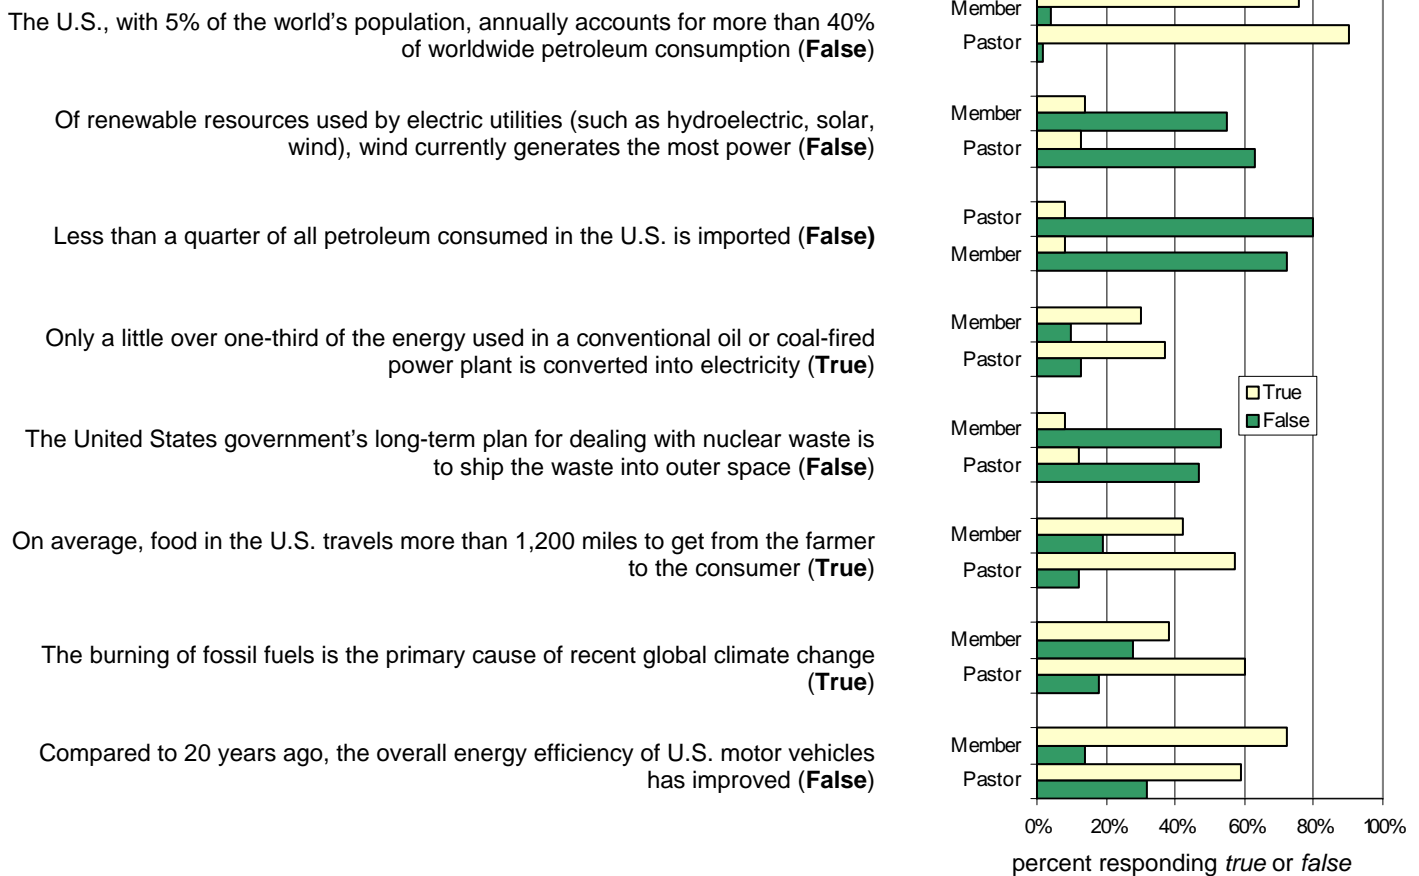 Member
The U.S., with 5% of the world's population, annually accounts for more than 40%
of worldwide petroleum consumption (False)
Pastor
Of renewable resources used by electric utilities (such as hydroelectric, solar,
wind), wind currently generates the most power (False)
Member
Pastor
Less than a quarter of all petroleum consumed in the U.S. is imported (False)
Pastor
Member
Only a little over one-third of the energy used in a conventional oil or coal-fired
power plant is converted into electricity (True)
Member
Pastor
True
False
The United States government's long-term plan for dealing with nuclear waste is
to ship the waste into outer space (False)
Member
Pastor
On average, food in the U.S. travels more than 1,200 miles to get from the farmer
to the consumer (True)
Member
Pastor
The burning of fossil fuels is the primary cause of recent global climate change
(True)
Member
Pastor
Compared to 20 years ago, the overall energy efficiency of U.S. motor vehicles
has improved (False)
Member
Pastor
0% 20% 40% 60% 80% 100%
percent responding true or false